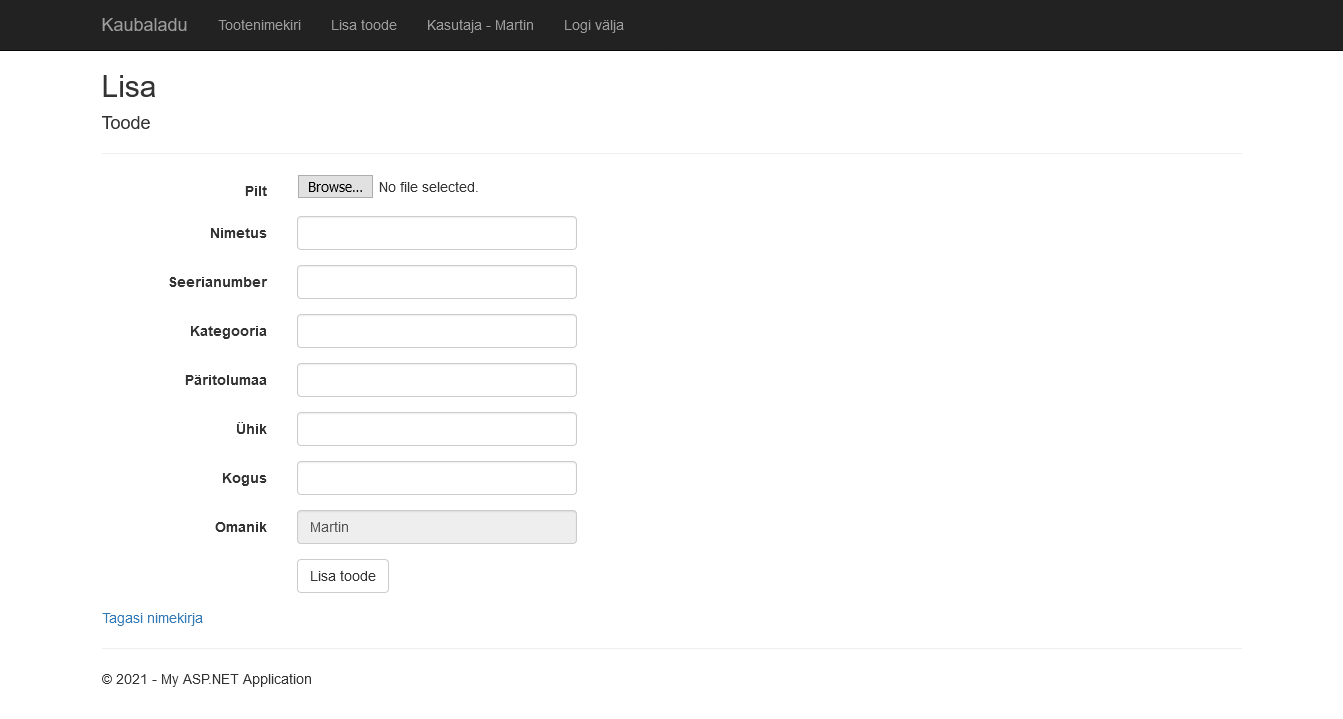 Kaubaladu Tootenimekiri Lisa toode Kasutaja - Martin Logi välja
Lisa
Toode
Pilt Browse... No file selected.
Nimetus
Seerianumber
Kategooria
Päritolumaa
Ühik
Kogus
Omanik Martin
Lisa toode
Tagasi nimekirja
© 2021 - My ASP.NET Application